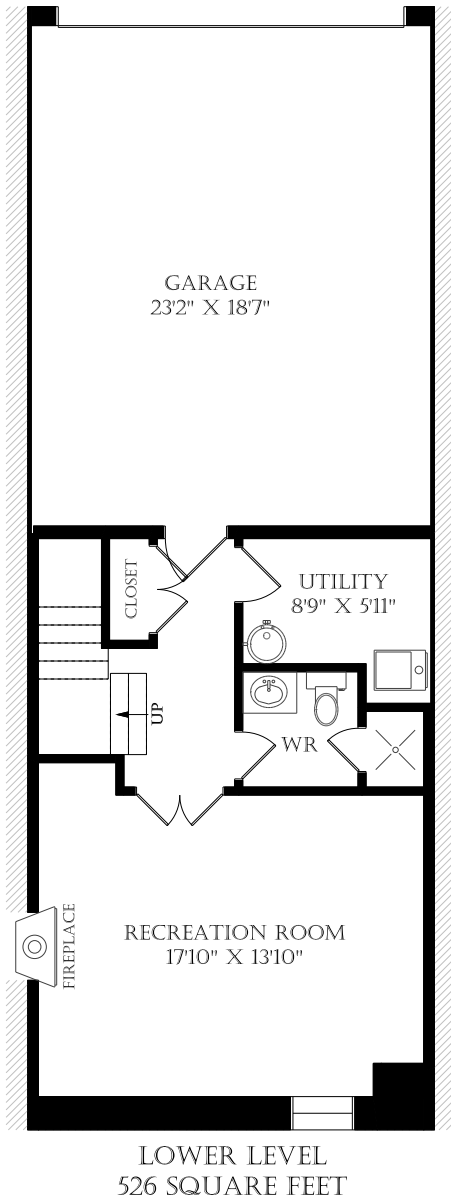 GARAGE
23'2" X 18'7"
CLOSET
UTILITY
8'9" X 5'11"
UP
WR
RECREATION ROOM
17'10" X 13'10"
FIREPLACE
LOWER LEVEL
526 SQUARE FEET